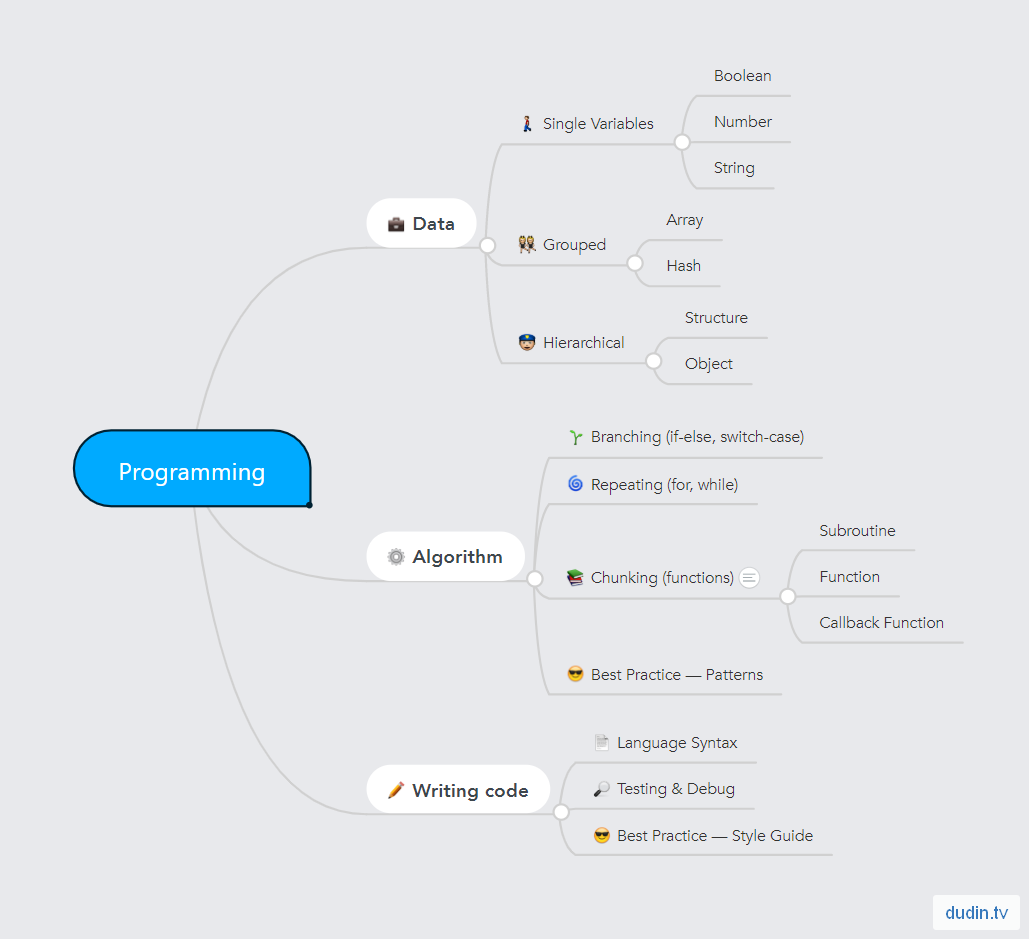 Programming
Data
Single Variables
Boolean
Number
String
Grouped
Array
Hash
Hierarchical
Structure
Object
Algorithm
Branching (if-else, switch-case)
Repeating (for, while)
Chunking (functions)
Subroutine
Function
Callback Function
Best Practice — Patterns
Writing code
Language Syntax
Testing & Debug
Best Practice — Style Guide
dudin.tv